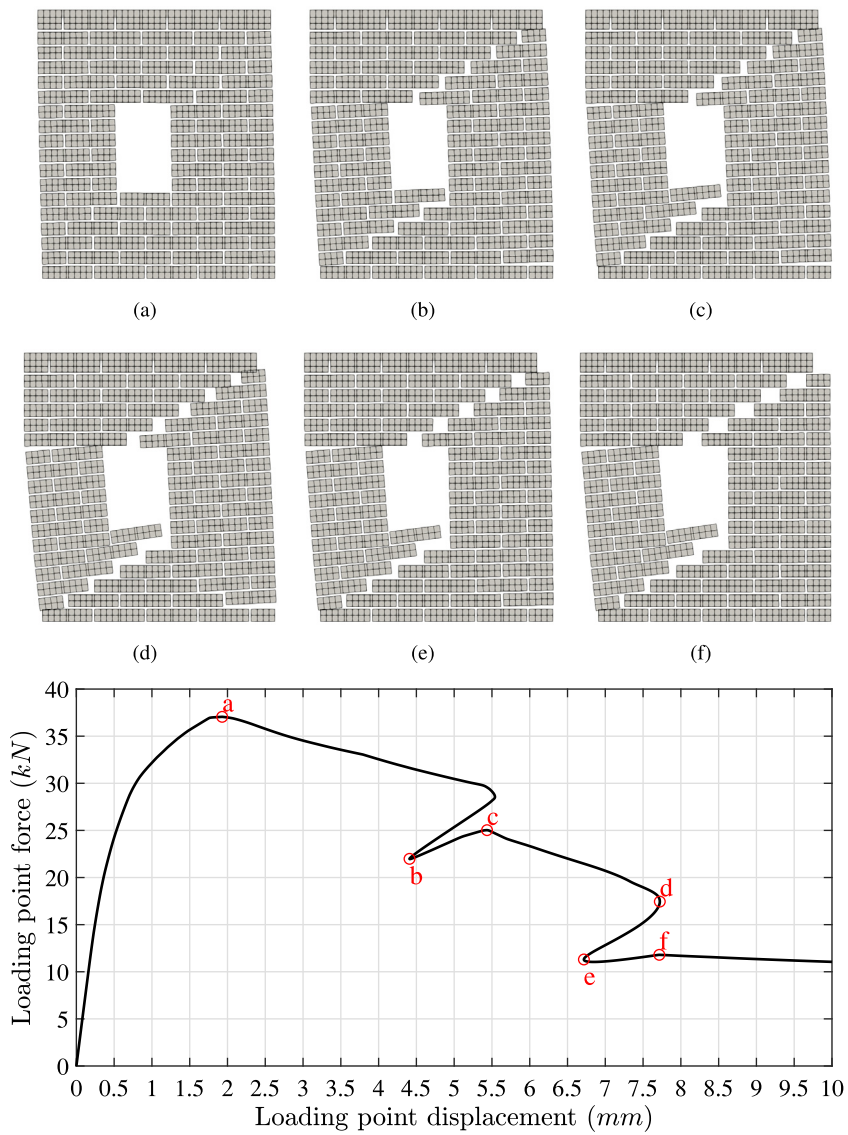 (a) (b) (c)
(d) (e) (f)
40
35
30
25
20
15
10
5
0
a
c
b
d
f
e
Loading point force (kN)
0 0.5 1 1.5 2 2.5 3 3.5 4 4.5 5 5.5 6 6.5 7 7.5 8 8.5 9 9.5 10
Loading point displacement (mm)